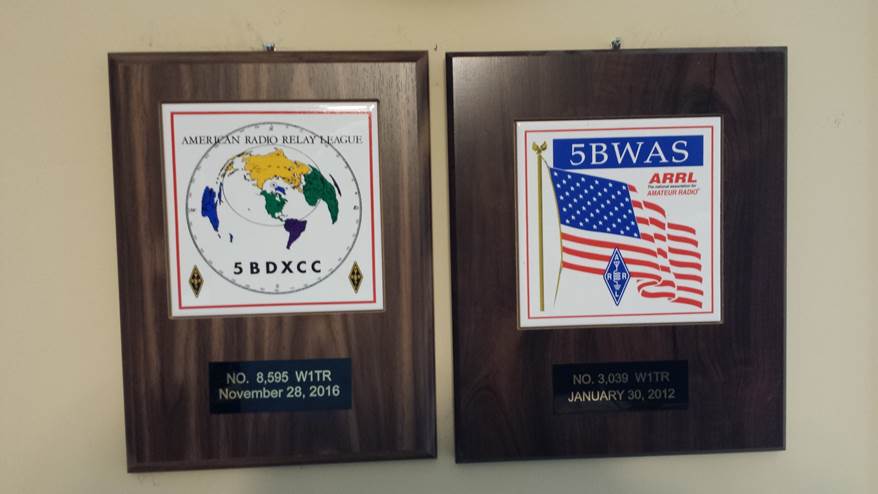 AMERICAN RADIO RELAY LEAGUE
5BDXCC
NO. 8,595 W1TR
November 28, 2016
5BWAS
ARRL
The national association for
AMATEUR RADIO®
A
R R
L
NO. 3,039 W1TR
JANUARY 30, 2012